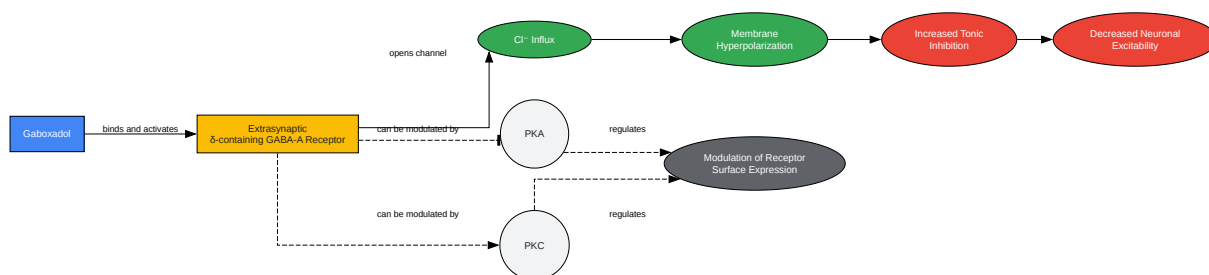 Gaboxadol
binds and activates
Extrasynaptic
δ-containing GABA-A Receptor
opens channel
Cl⁻ Influx
Membrane
Hyperpolarization
Increased Tonic
Inhibition
Decreased Neuronal
Excitability
can be modulated by
PKA
regulates
Modulation of Receptor
Surface Expression
can be modulated by
PKC
regulates